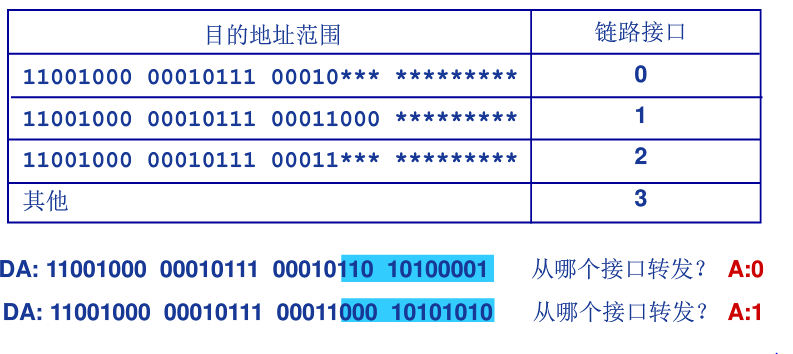 目的地址范围 链路接口
11001000 00010111 00010*** ********* 0
11001000 00010111 00011000 ********* 1
11001000 00010111 00011*** ********* 2
其他 3
DA: 11001000 00010111 00010110 10100001 从哪个接口转发? A:0
DA: 11001000 00010111 00011000 10101010 从哪个接口转发? A:1